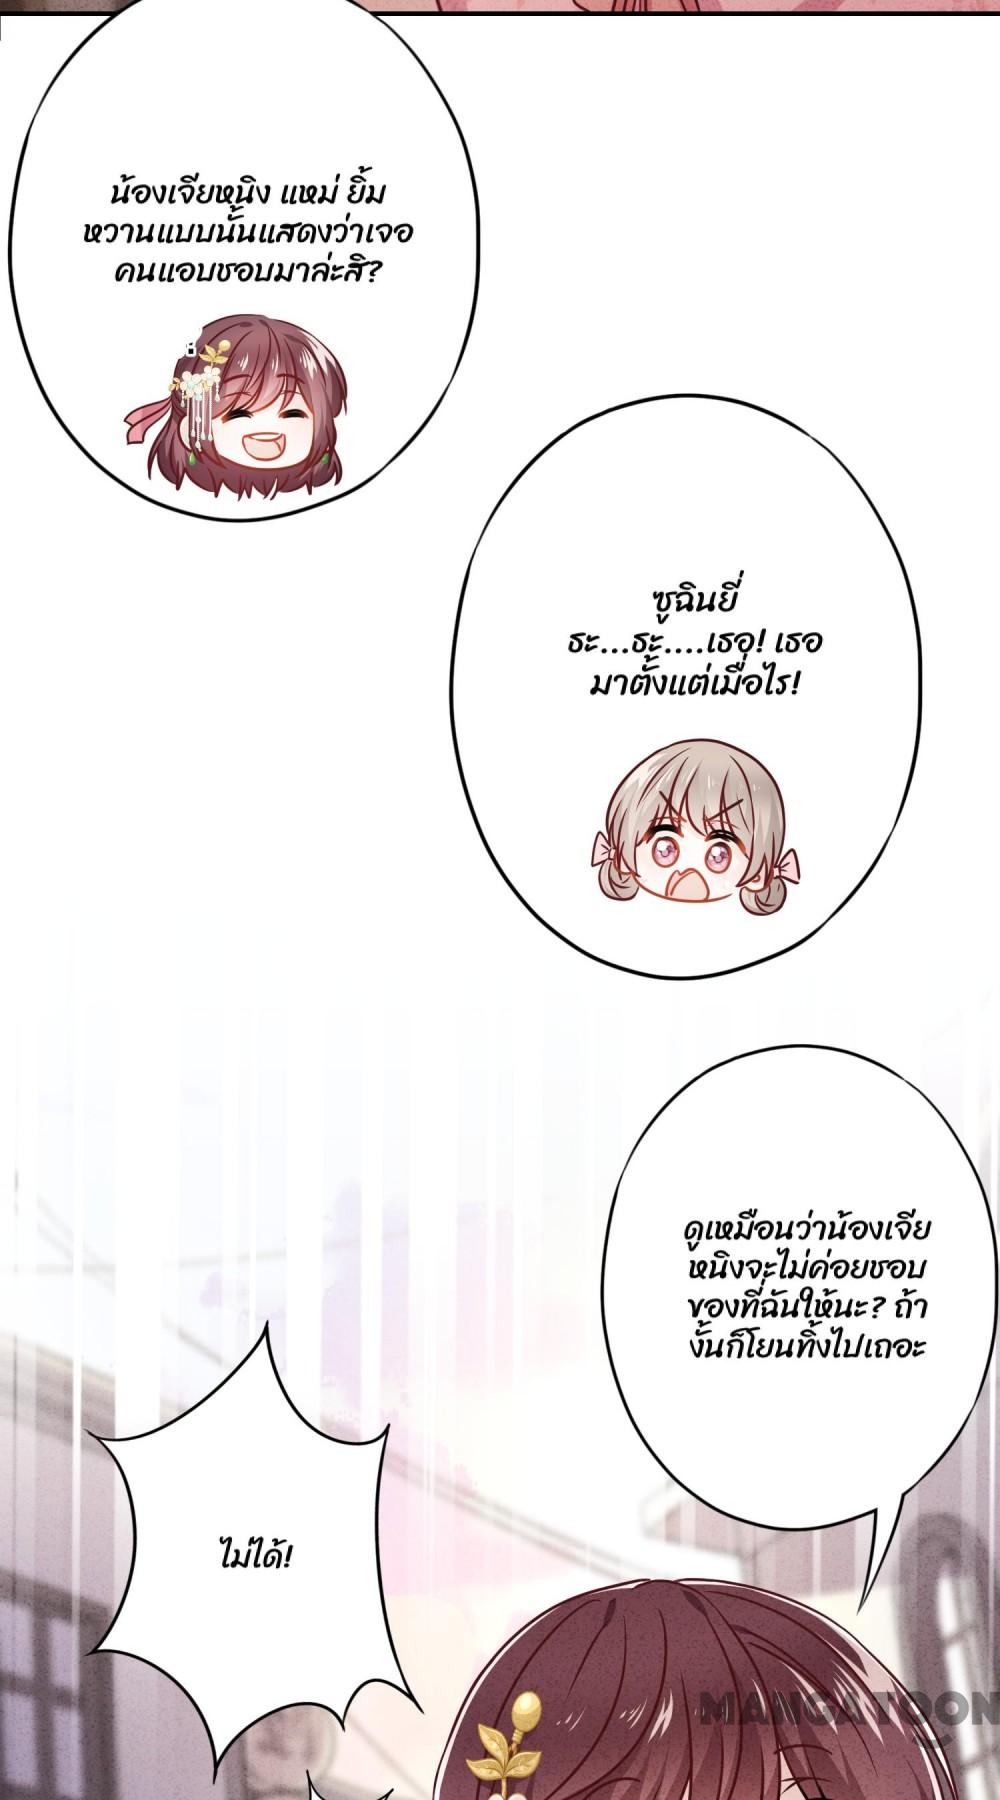 น้องเจียหนิง แหม่ ยิ้ม
หวานแบบนั้นแสดงว่าเจอ
คนแอบชอบมาล่ะสิ?
ซูฉินยี่
ธะ...ธะ....เธอ! เธอ
มาตั้งแต่เมื่อไร!
ดูเหมือนว่าน้องเจีย
หนิงจะไม่ค่อยชอบ
ของที่ฉันให้นะ? ถ้า
งั้นก็โยนทิ้งไปเถอะ
ไม่ได้!
MANGATOON